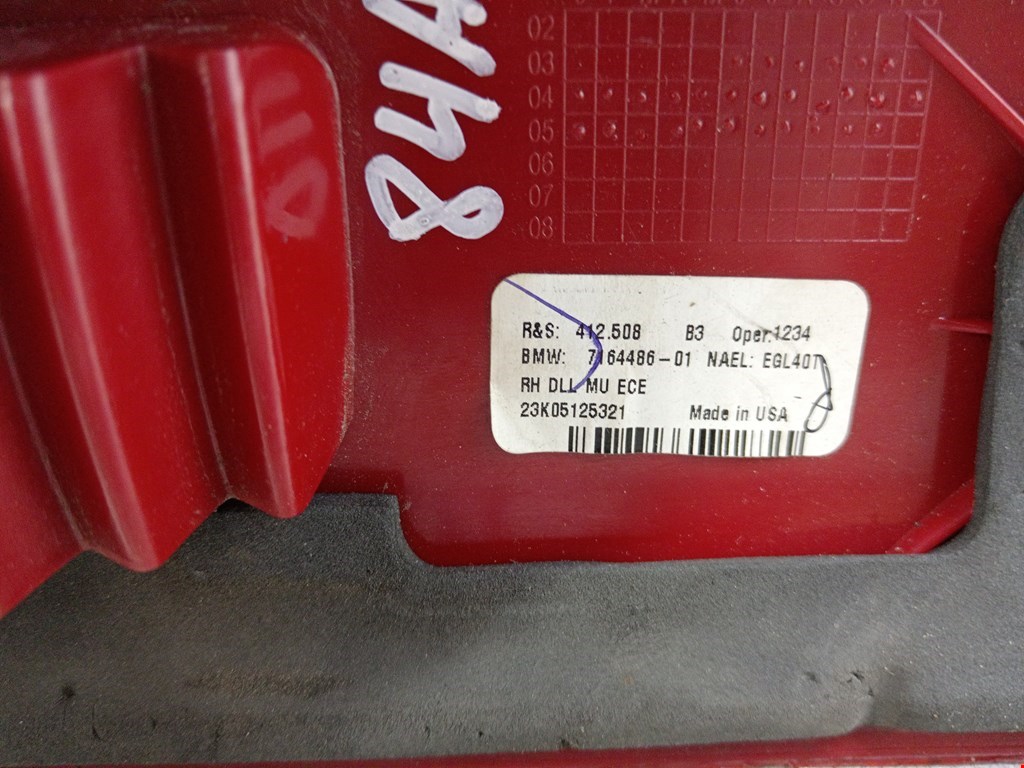 84A
02
03
04
05
06
07
08
R&S: 412.508 B3 Oper:1234
BMW: 7164486-01 NAEL: EGL40T
RH DLL MU ECE
23K05125321 Made in USA